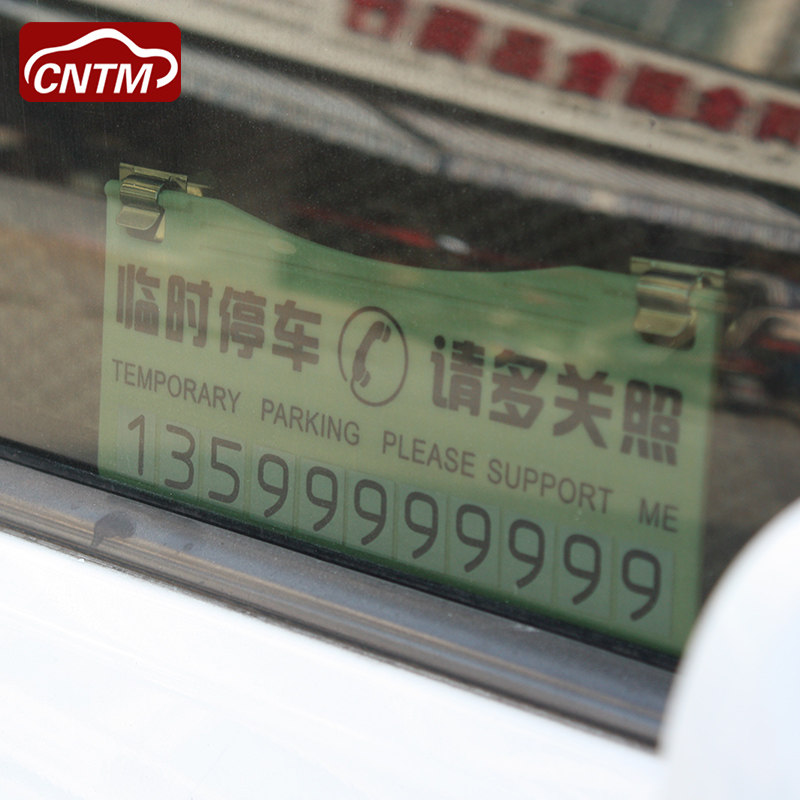 CNTM
临时停车 请多关照
TEMPORARY PARKING PLEASE SUPPORT ME
13599999999